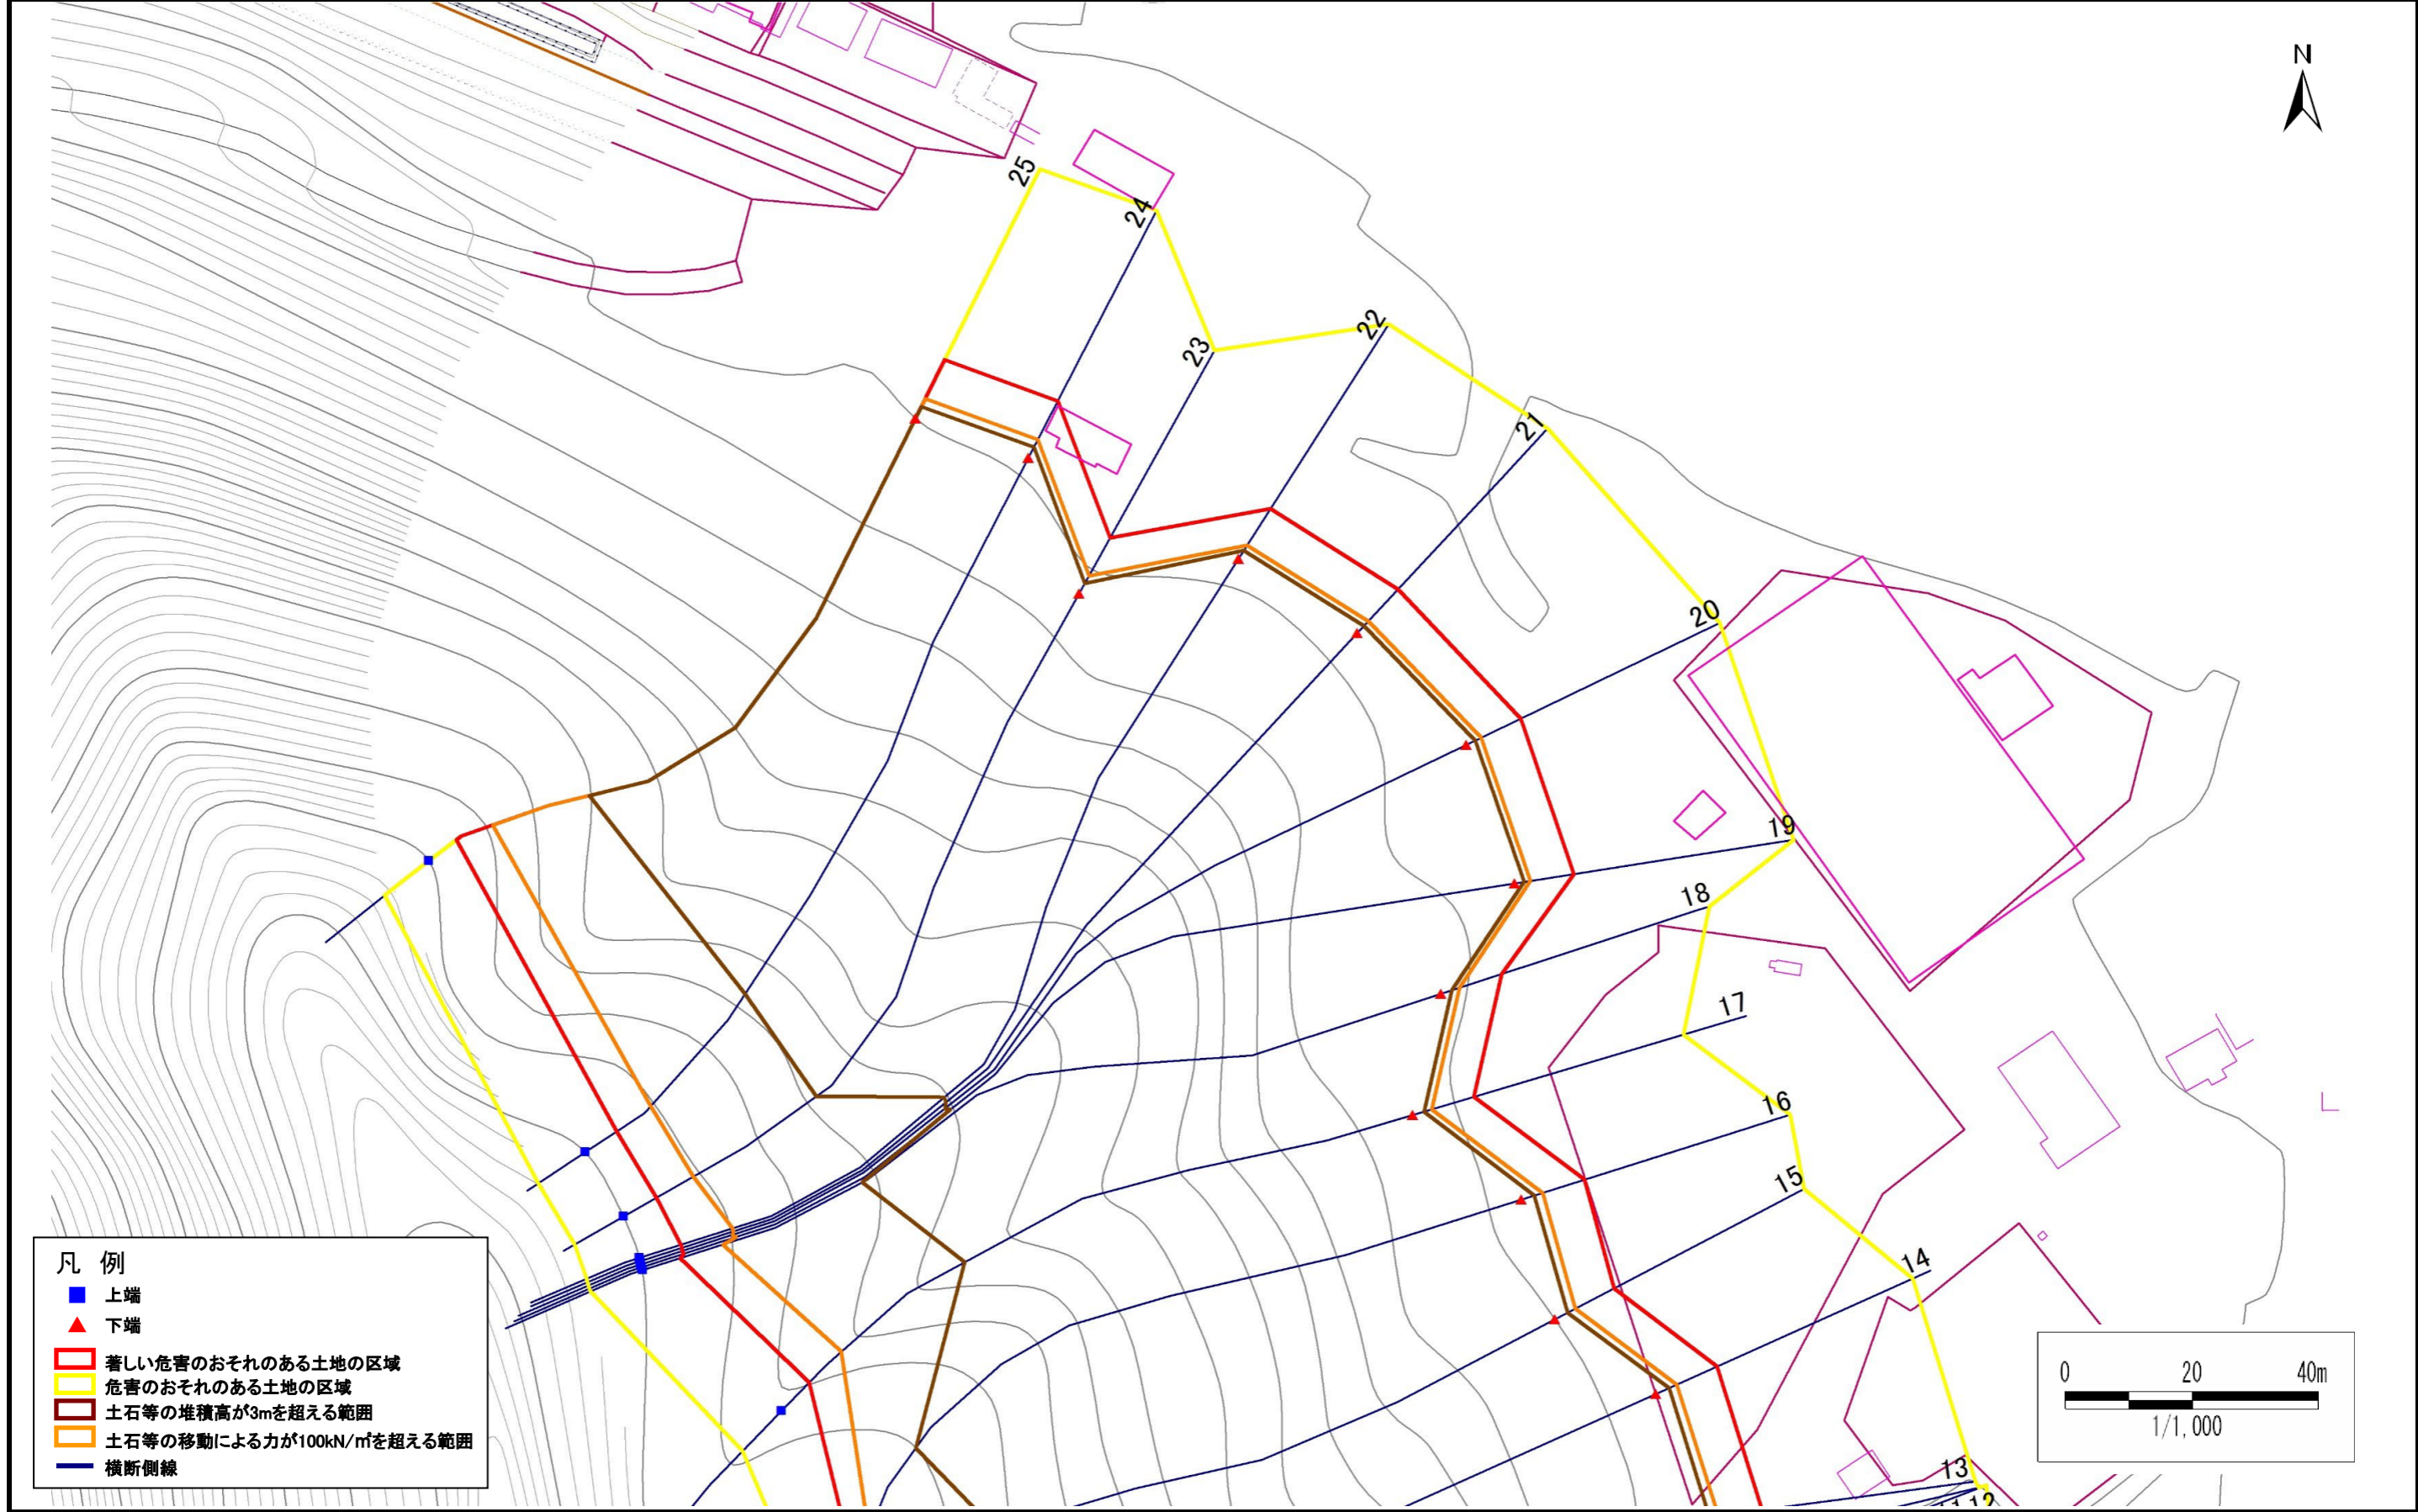 N
25
24
23
22
21
20
19
18
17
16
15
14
13
12
凡 例
上端
下端
著しい危害のおそれのある土地の区域
危害のおそれのある土地の区域
土石等の堆積高が3mを超える範囲
土石等の移動による力が100kN/㎡を超える範囲
横断側線
0 20 40m
1/1,000